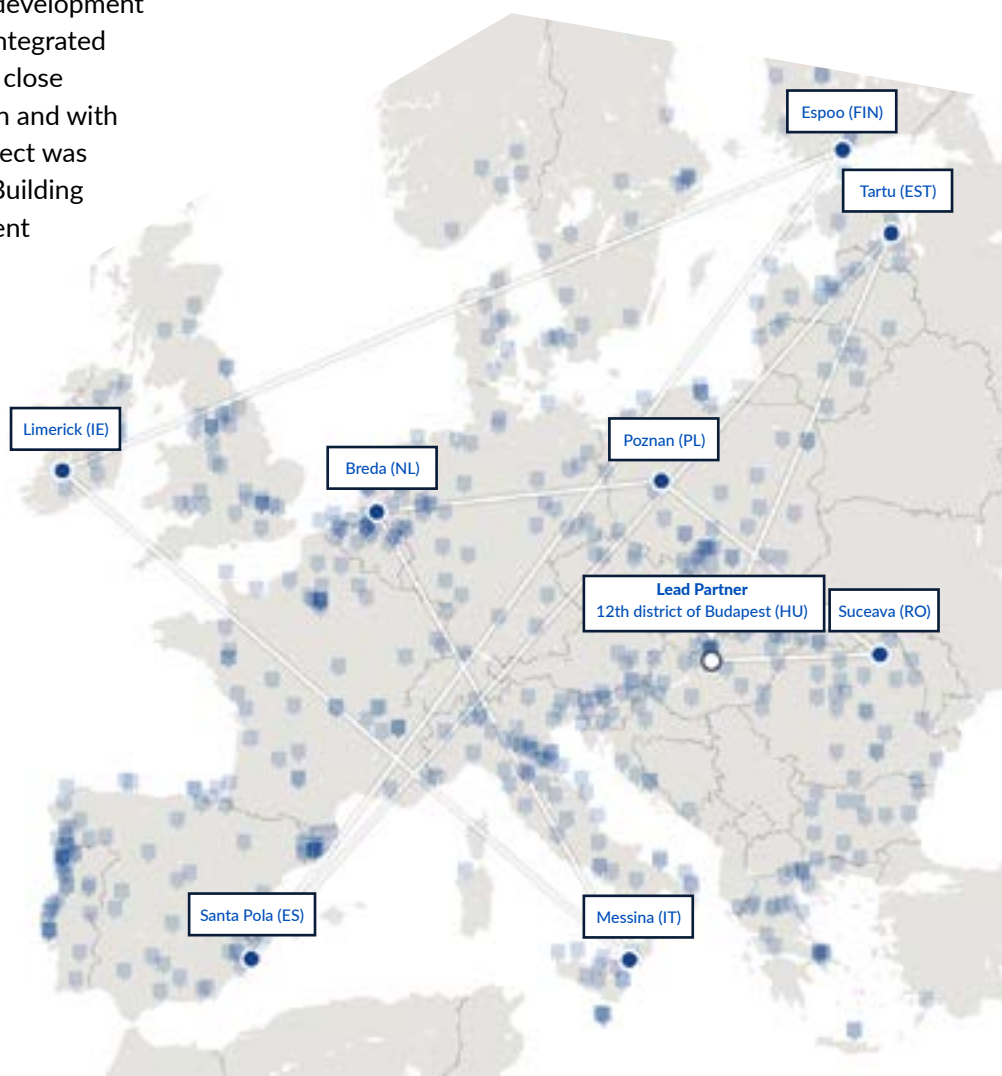 development
integrated
close
and with
ect was
Building
ent
Espoo (FIN)
Tartu (EST)
Limerick (IE)
Poznan (PL)
Breda (NL)
Lead Partner
12th district of Budapest (HU)
Suceava (RO)
Santa Pola (ES)
Messina (IT)